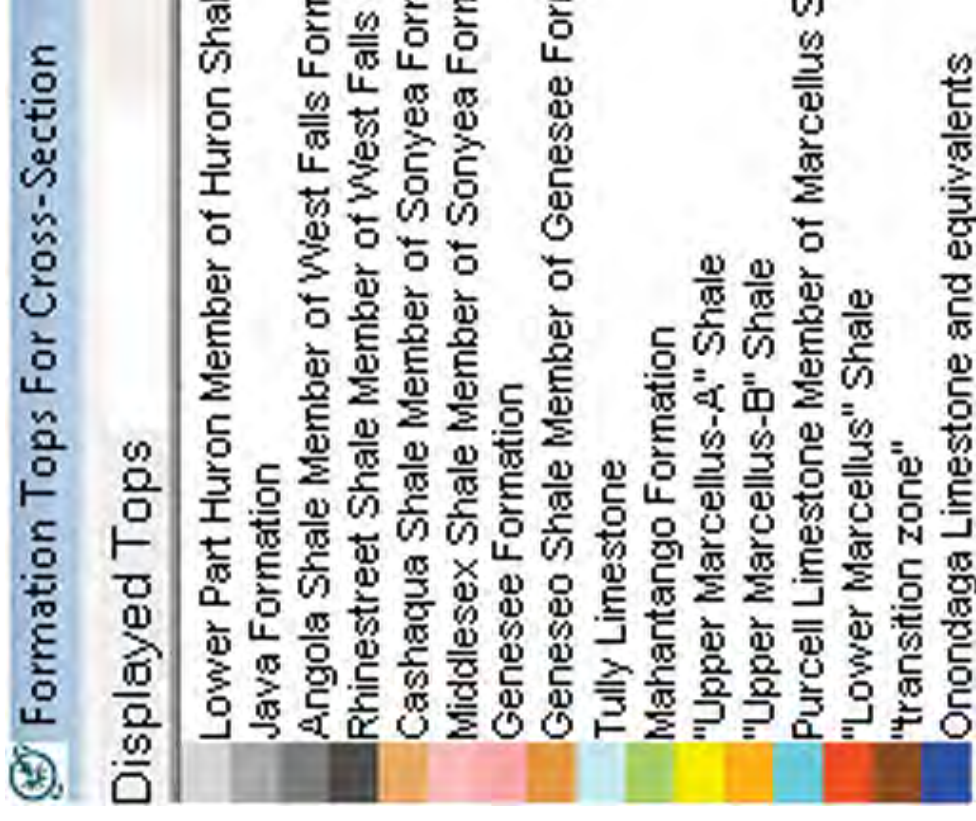 Formation Tops For Cross-Section
Displayed Tops
Lower Part Huron Member of Huron Shal
Java Formation
Angola Shale Member of West Falls Form
Rhinestreet Shale Member of West Falls
Cashaqua Shale Member of Sonyea Form
Middlesex Shale Member of Sonyea Form
Genesee Formation
Geneseo Shale Member of Genesee For
Tully Limestone
Mahantango Formation
"Upper Marcellus-A" Shale
"Upper Marcellus-B" Shale
Purcell Limestone Member of Marcellus S
"Lower Marcellus" Shale
"transition zone"
Onondaga Limestone and equivalents